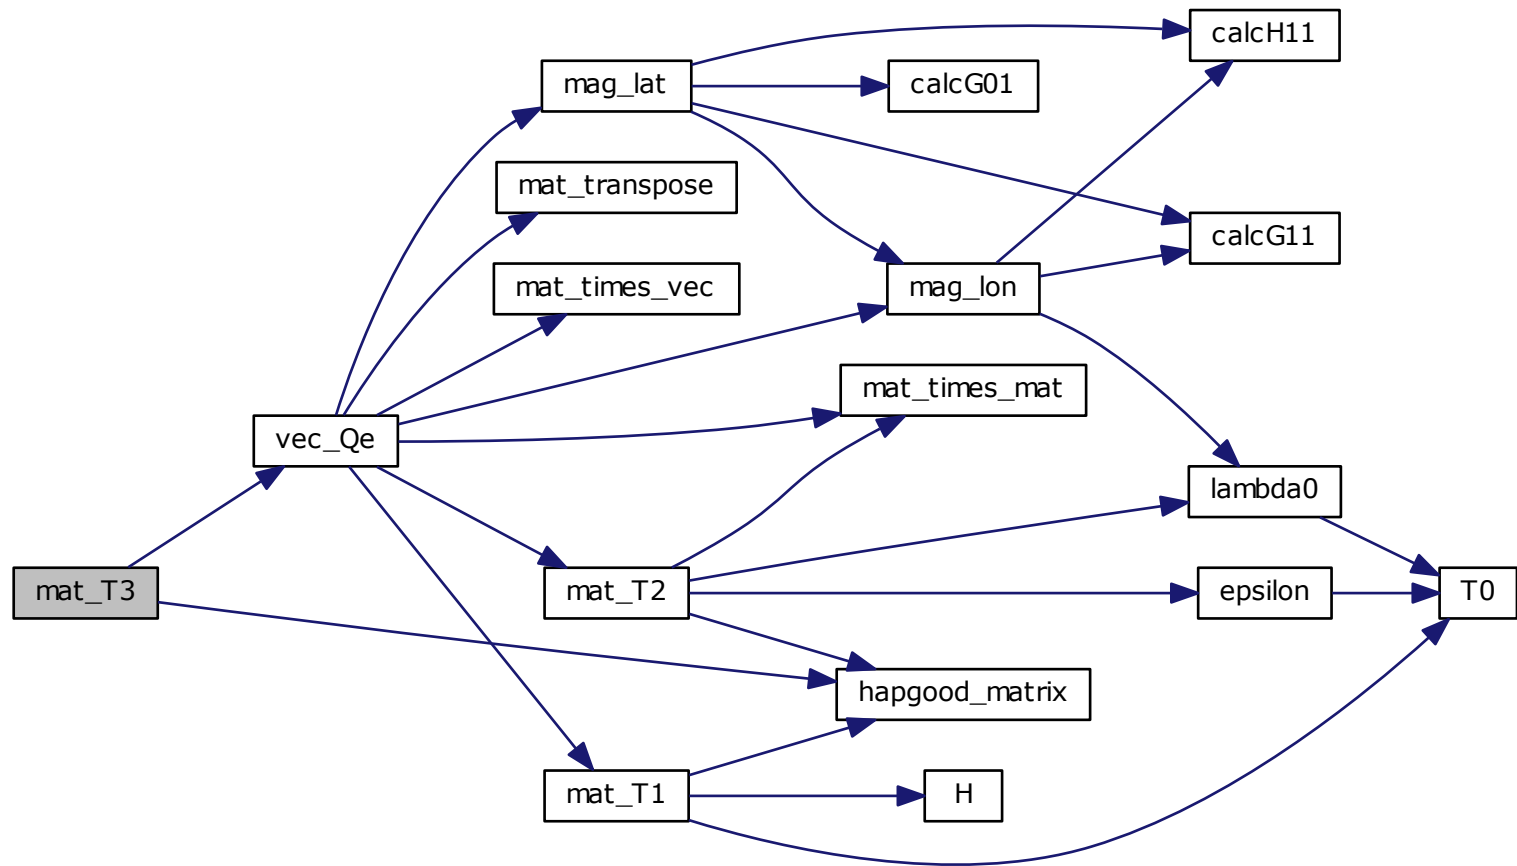 calcH11
mag_lat
calcG01
mat_transpose
calcG11
mat_times_vec
mag_lon
mat_times_mat
vec_Qe
lambda0
mat_T3
mat_T2
epsilon
T0
hapgood_matrix
mat_T1
H